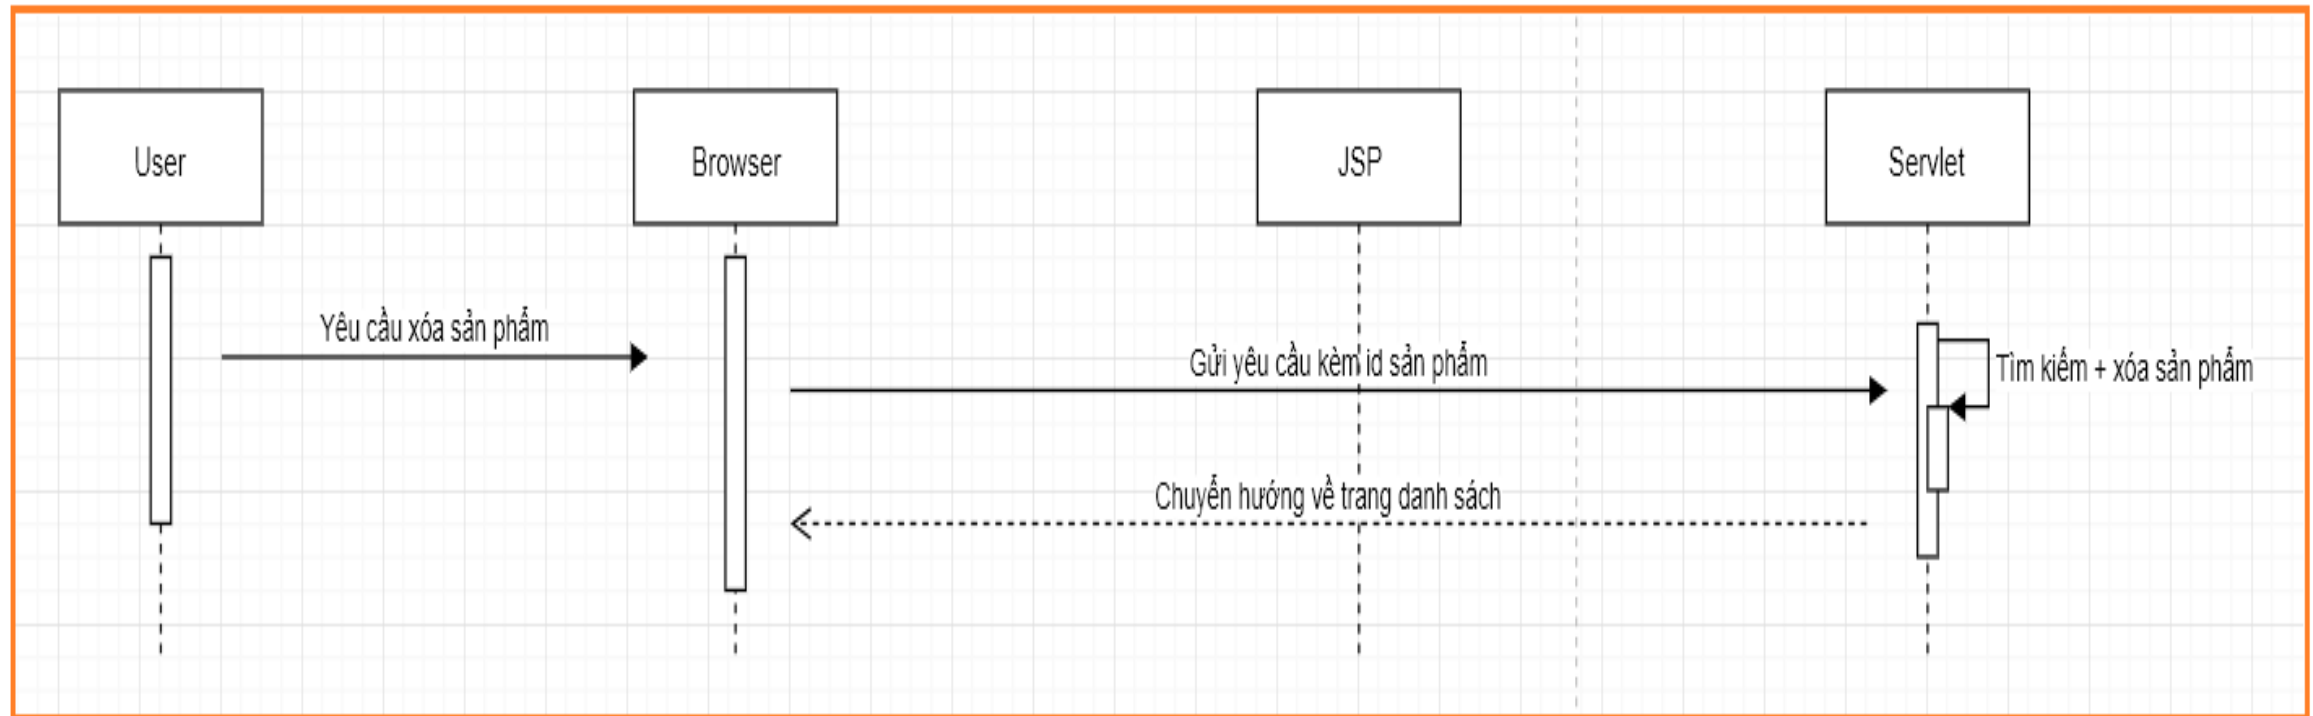 User
Browser
JSP
Servlet
Yêu cầu xóa sản phẩm
Gửi yêu cầu kèm id sản phẩm
Tìm kiếm + xóa sản phẩm
Chuyển hướng về trang danh sách